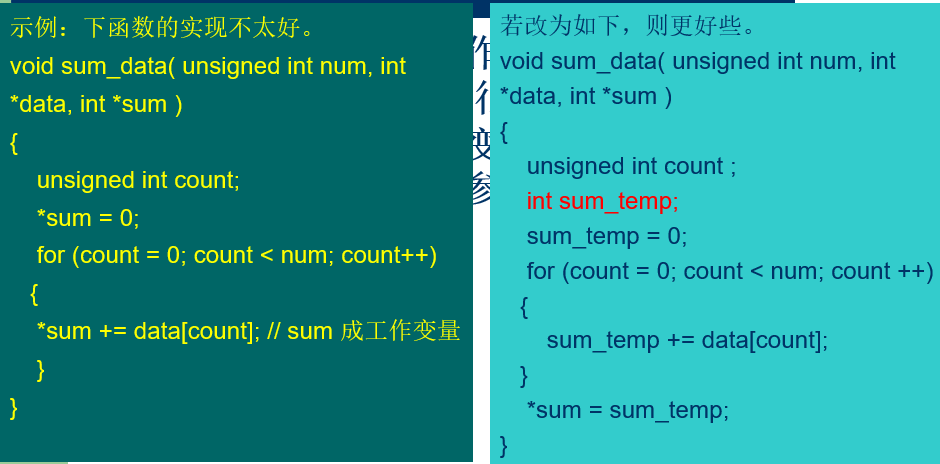 示例：下函数的实现不太好。
void sum_data( unsigned int num, int
*data, int *sum )
{
unsigned int count;
*sum = 0;
for (count = 0; count < num; count++)
{
*sum += data[count]; // sum 成工作变量
}
}
若改为如下，则更好些。
void sum_data( unsigned int num, int
*data, int *sum )
{
unsigned int count ;
int sum_temp;
sum_temp = 0;
for (count = 0; count < num; count ++)
{
sum_temp += data[count];
}
*sum = sum_temp;
}